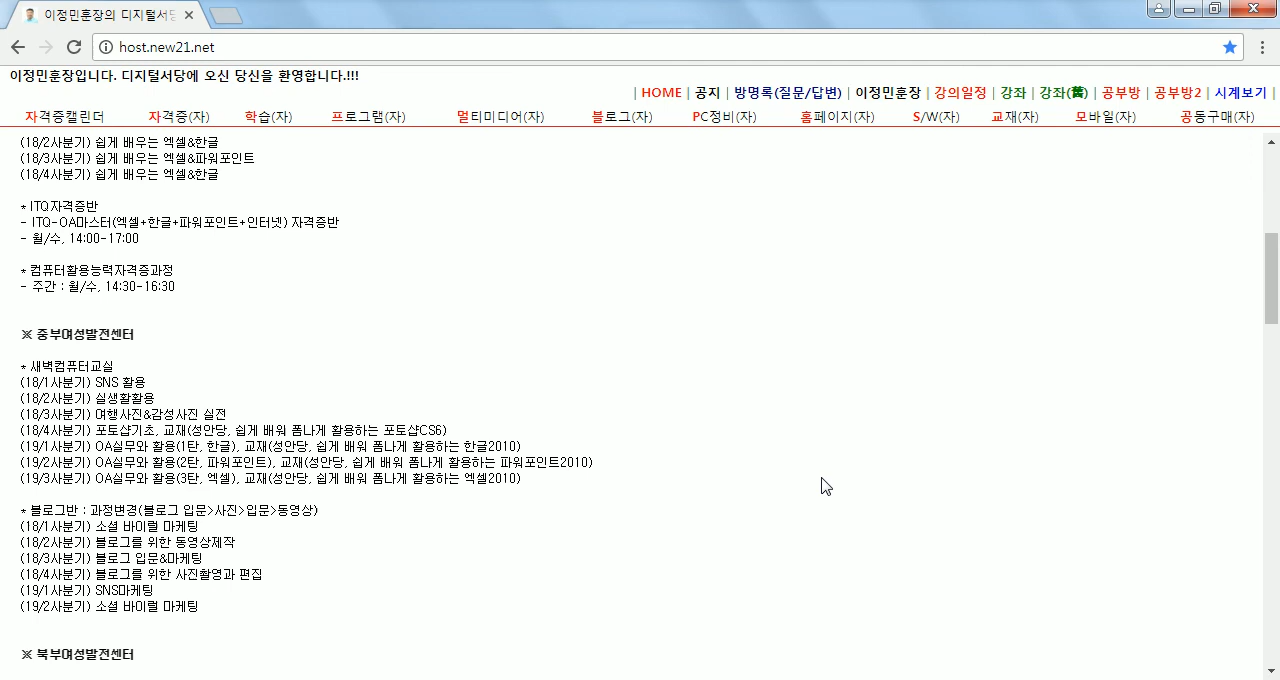 이정민훈장의 디지털서당
host.new21.net
이정민훈장입니다. 디지털서당에 오신 당신을 환영합니다.!!!
| HOME | 공지 | 방명록(질문/답변) | 이정민훈장 | 강의일정 | 강좌 | 강좌(舊) | 공부방 | 공부방2 | 시계보기 |
자격증캘린더 자격증(자) 학습(자) 프로그램(자) 멀티미디어(자) 블로그(자) PC정비(자) 홈페이지(자) S/W(자) 교재(자) 모바일(자) 공동구매(자)
(18/2사분기) 쉽게 배우는 엑셀&한글
(18/3사분기) 쉽게 배우는 엑셀&파워포인트
(18/4사분기) 쉽게 배우는 엑셀&한글
* ITQ자격증반
- ITQ-OA마스터(엑셀+한글+파워포인트+인터넷) 자격증반
- 월/수, 14:00-17:00
* 컴퓨터활용능력자격증과정
- 주간 : 월/수, 14:30-16:30
※ 중부여성발전센터
* 새벽컴퓨터교실
(18/1사분기) SNS 활용
(18/2사분기) 실생활활용
(18/3사분기) 여행사진&감성사진 실전
(18/4사분기) 포토샵기초, 교재(성안당, 쉽게 배워 폼나게 활용하는 포토샵CS6)
(19/1사분기) OA실무와 활용(1탄, 한글), 교재(성안당, 쉽게 배워 폼나게 활용하는 한글2010)
(19/2사분기) OA실무와 활용(2탄, 파워포인트), 교재(성안당, 쉽게 배워 폼나게 활용하는 파워포인트2010)
(19/3사분기) OA실무와 활용(3탄, 엑셀), 교재(성안당, 쉽게 배워 폼나게 활용하는 엑셀2010)
* 블로그반 : 과정변경(블로그 입문>사진>입문>동영상)
(18/1사분기) 소셜 바이럴 마케팅
(18/2사분기) 블로그를 위한 동영상제작
(18/3사분기) 블로그 입문&마케팅
(18/4사분기) 블로그를 위한 사진촬영과 편집
(19/1사분기) SNS마케팅
(19/2사분기) 소셜 바이럴 마케팅
※ 북부여성발전센터